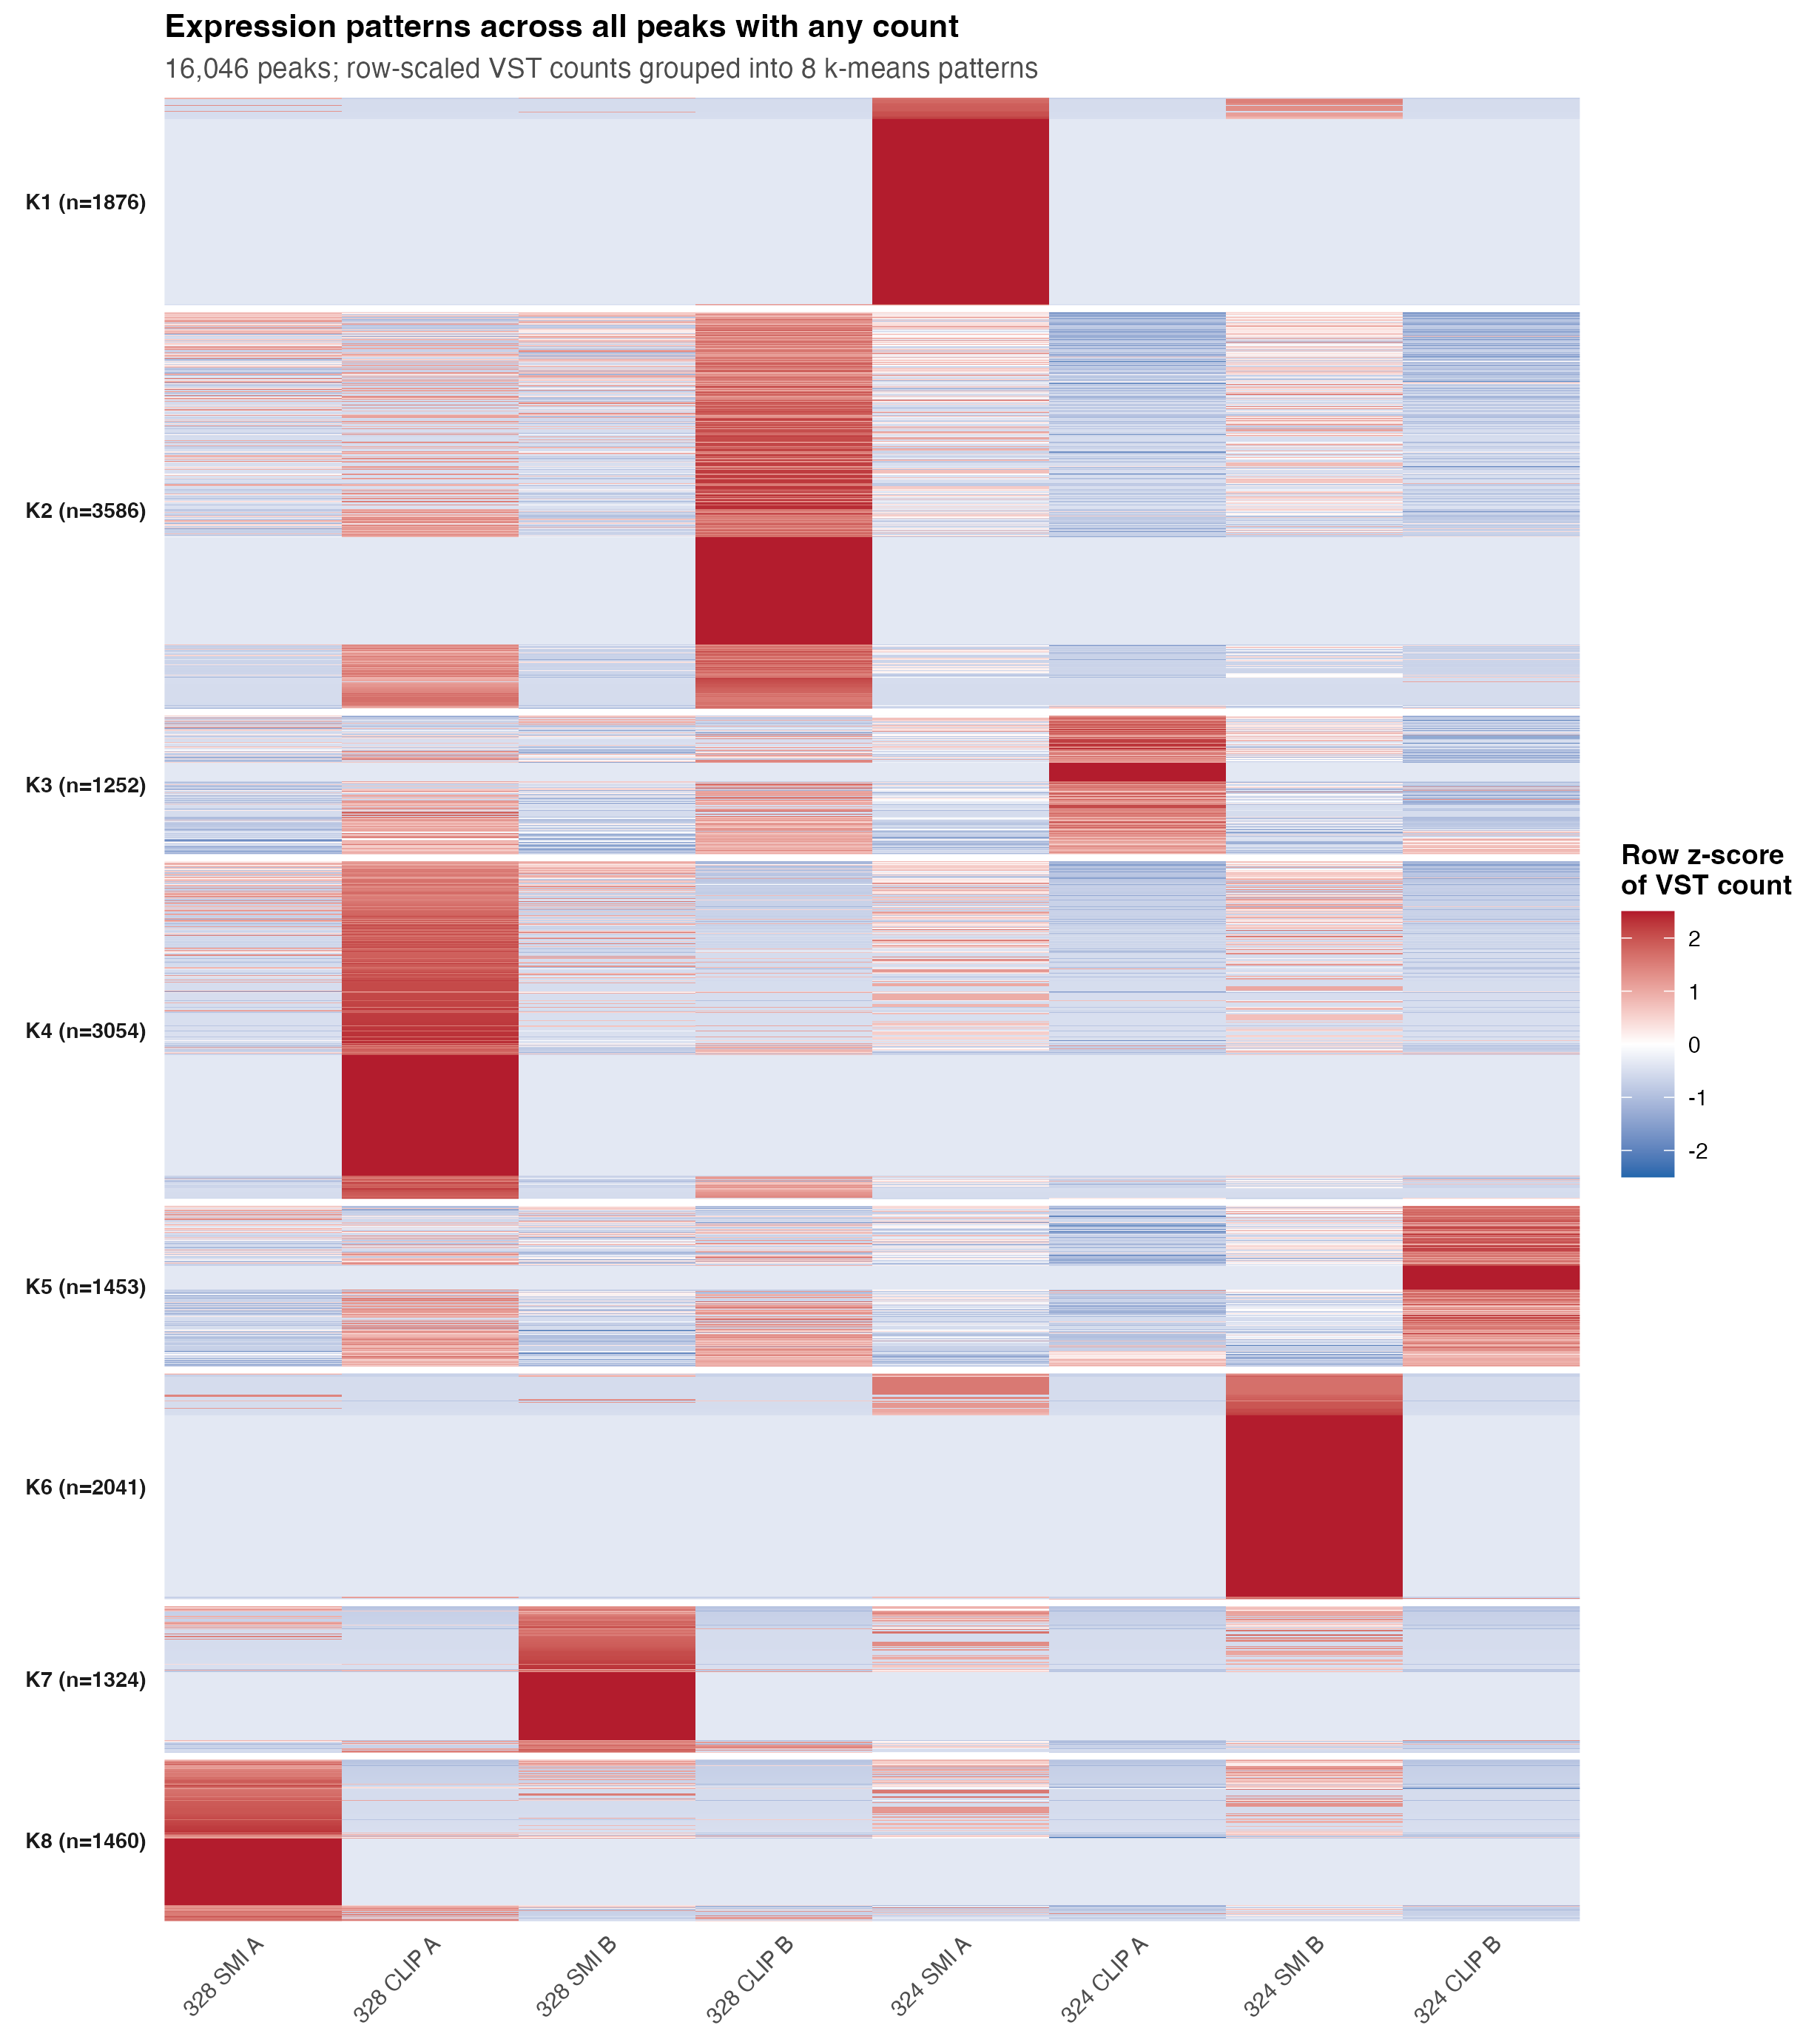 Expression patterns across all peaks with any count
16,046 peaks; row-scaled VST counts grouped into 8 k-means patterns
K1 (n=1876)
K2 (n=3586)
K3 (n=1252)
K4 (n=3054)
K5 (n=1453)
K6 (n=2041)
K7 (n=1324)
K8 (n=1460)
Row z-score
of VST count
2
1
0
-1
-2
328 SMI A
328 CLIP A
328 SMI B
328 CLIP B
324 SMI A
324 CLIP A
324 SMI B
324 CLIP B